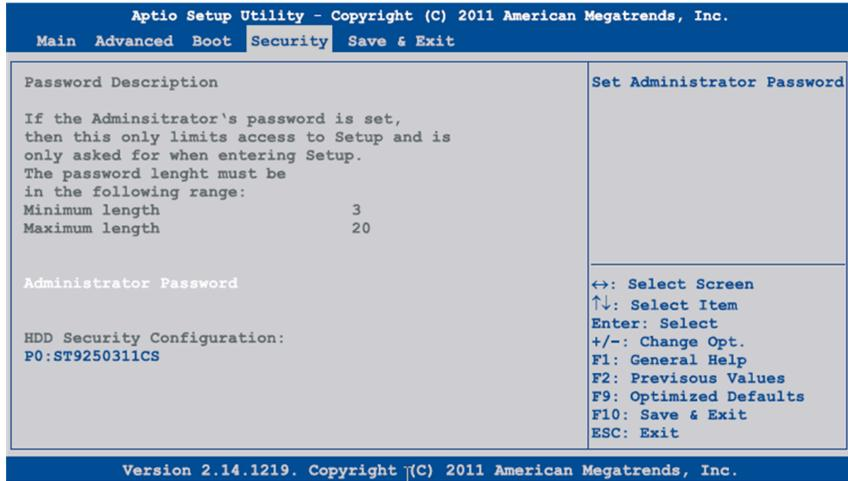 Aptio Setup Utility - Copyright (C) 2011 American Megatrends, Inc.
Main Advanced Boot Security Save & Exit
Password Description
If the Adminsitrator`s password is set,
then this only limits access to Setup and is
only asked for when entering Setup.
The password lenght must be
in the following range:
Minimum length 3
Maximum length 20
Administrator Password
HDD Security Configuration:
P0:ST9250311CS
Set Administrator Password
↔: Select Screen
↑↓: Select Item
Enter: Select
+/-: Change Opt.
F1: General Help
F2: Previsous Values
F9: Optimized Defaults
F10: Save & Exit
ESC: Exit
Version 2.14.1219. Copyright (C) 2011 American Megatrends, Inc.